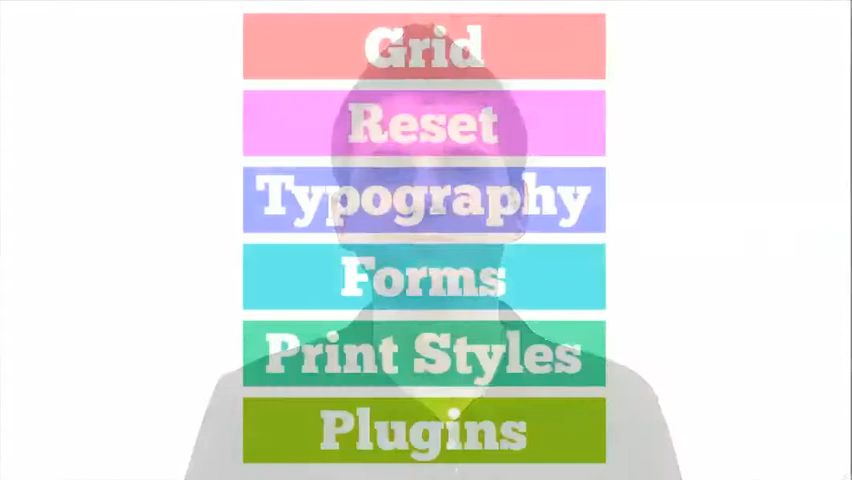 Grid
Reset
Typography
Forms
Print Styles
Plugins